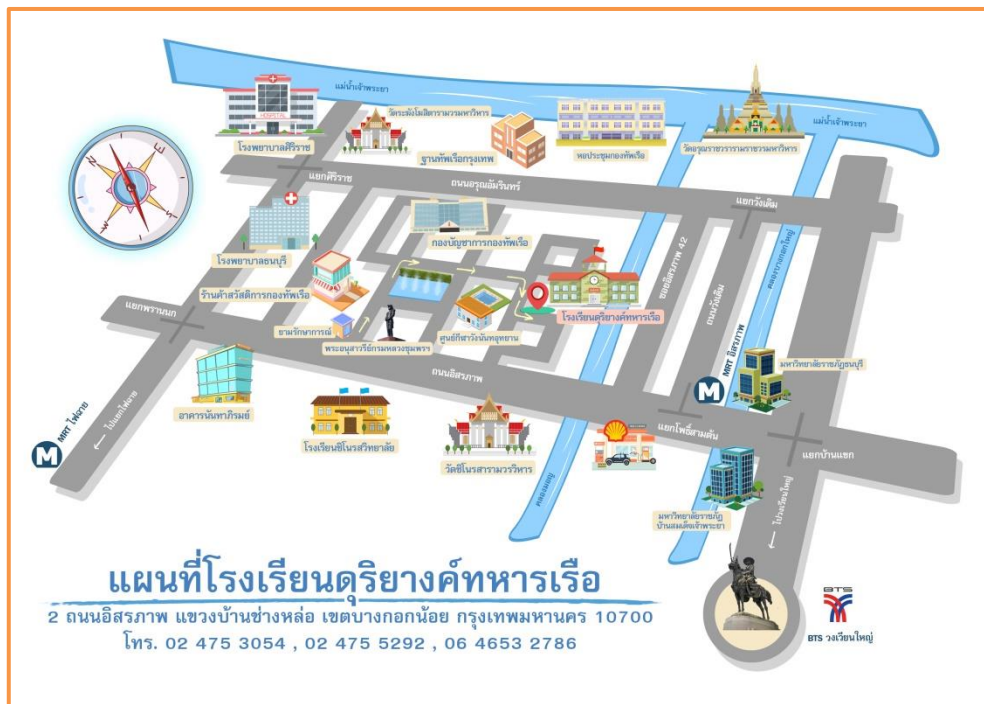 แม่น้ำเจ้าพระยา
แม่น้ำเจ้าพระยา
HOSPITAL
โรงพยาบาลศิริราช
วัดระฆังโฆสิตารามวรมหาวิหาร
ฐานทัพเรือกรุงเทพ
หอประชุมกองทัพเรือ
วัดอรุณราชวรารามราชวรมหาวิหาร
แยกศิริราช
ถนนอรุณอัมรินทร์
แยกวังเดิม
โรงพยาบาลธนบุรี
กองบัญชาการกองทัพเรือ
ซอยอิสรภาพ 42
ถนนวังเดิม
คลองบางกอกใหญ่
ร้านค้าสวัสดิการกองทัพเรือ
แยกพรานนก
ยามรักษาการณ์
พระอนุสาวรีย์กรมหลวงชุมพรฯ
ศูนย์กีฬาวังนันทอุทยาน
โรงเรียนดุริยางค์ทหารเรือ
ถนนอิสรภาพ
MRT อิสรภาพ
M
มหาวิทยาลัยราชภัฏธนบุรี
อาคารนันทาภิรมย์
โรงเรียนชิโนรสวิทยาลัย
วัดชิโนรสารามวรวิหาร
แยกโพธิ์สามต้น
แยกบ้านแขก
MRT ไฟฉาย
M
← ไปแยกไฟฉาย
คลองมอญ
มหาวิทยาลัยราชภัฏ
บ้านสมเด็จเจ้าพระยา
← ไปวงเวียนใหญ่
แผนที่โรงเรียนดุริยางค์ทหารเรือ
2 ถนนอิสรภาพ แขวงบ้านช่างหล่อ เขตบางกอกน้อย กรุงเทพมหานคร 10700
โทร. 02 475 3054 , 02 475 5292 , 06 4653 2786
BTS
BTS วงเวียนใหญ่